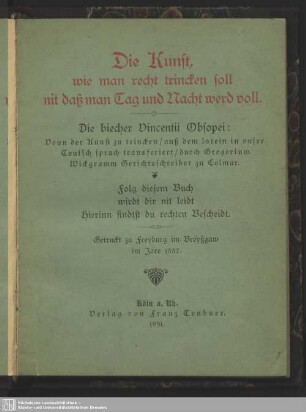 Die Kunst,
wie man recht trincken soll
nit daß man Tag und Nacht werd voll.
Die biecher Vincentii Obsopei:
Vonn der Kunst zu trincken/auß dem latein in unser
Teutsch sprach transferiert/durch Gregorium
Wickgramm Gerichtschreiber zu Colmar.
Folg diesem Buch
wirdt dir nit leidt
Hierinn findtst du rechten Bescheidt.
Getruckt zu Freyburg im Breyßgaw
im Jare 1537.
Köln a. Rh.
Verlag von Franz Teubner.
1891.